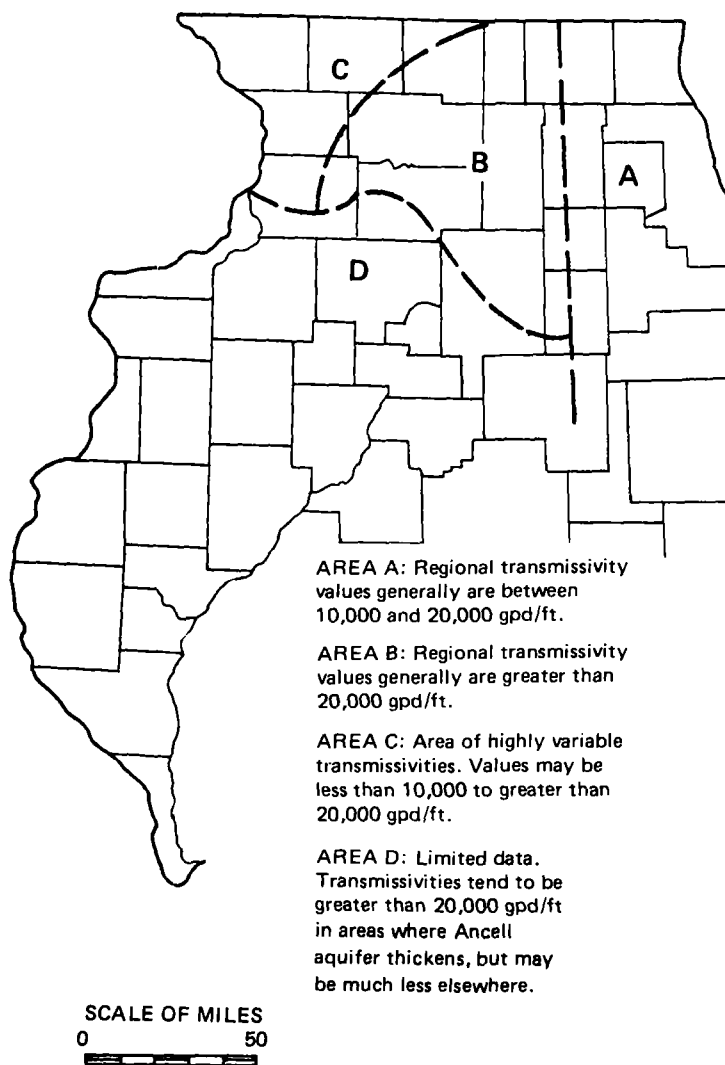 C
B
A
D
AREA A: Regional transmissivity
values generally are between
10,000 and 20,000 gpd/ft.
AREA B: Regional transmissivity
values generally are greater than
20,000 gpd/ft.
AREA C: Area of highly variable
transmissivities. Values may be
less than 10,000 to greater than
20,000 gpd/ft.
AREA D: Limited data.
Transmissivities tend to be
greater than 20,000 gpd/ft
in areas where Ancell
aquifer thickens, but may
be much less elsewhere.
SCALE OF MILES
0 50